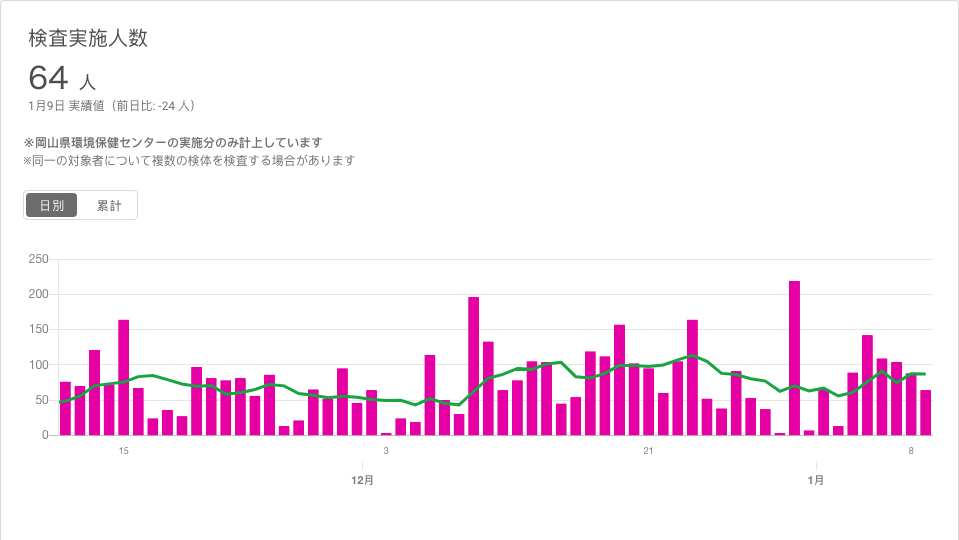 検査実施人数
64 人
1月9日 実績値（前日比: -24 人）
※岡山県環境保健センターの実施分のみ計上しています
※同一の対象者について複数の検体を検査する場合があります
日別 累計
250
200
150
100
50
0
15 3 21 8
12月 1月